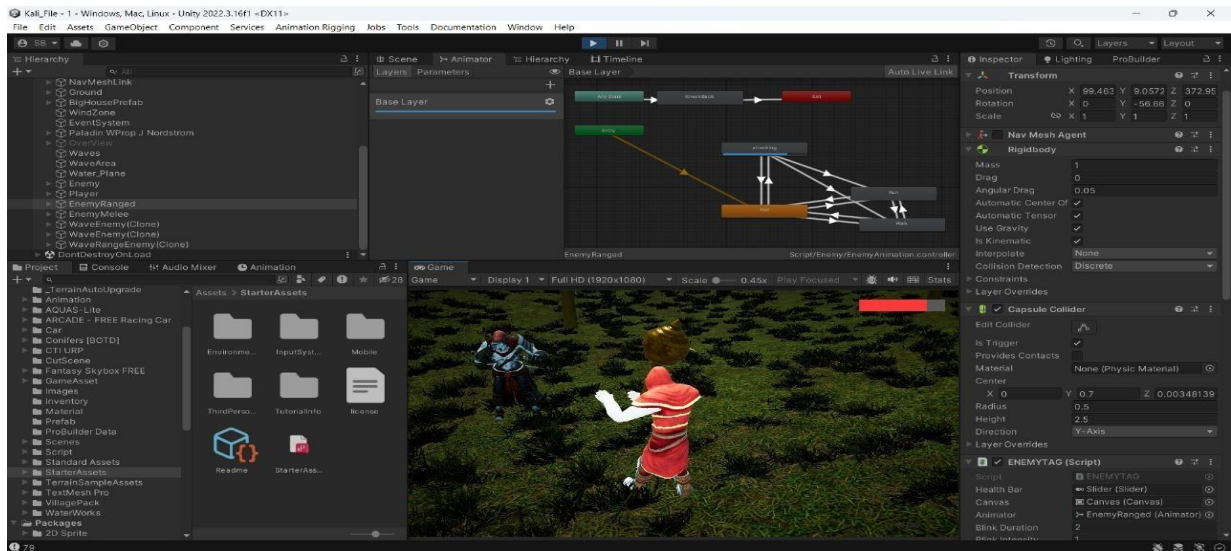 Kali_File - 1 - Windows, Mac, Linux - Unity 2022.3.16f1 <DX11>
File Edit Assets GameObject Component Services Animation Rigging Jobs Tools Documentation Window Help
SB Layers Layout
Hierarchy
All
NavMeshLink
Ground
BigHousePrefab
WindZone
EventSystem
Paladin WProp J Nordstrom
OverView
Waves
WaveArea
Water_Plane
Enemy
Player
EnemyRanged
EnemyMelee
WaveEnemy(Clone)
WaveEnemy(Clone)
WaveRangeEnemy(Clone)
DontDestroyOnLoad
Scene Animator Hierarchy Timeline
Layers Parameters Base Layer Auto Live Link
Base Layer
Any State
Exit
Entry
EnemyRanged Script/Enemy/EnemyAnimation.controller
Inspector Lighting ProBuilder
Transform
Position X 99.463 Y 9.0572 Z 372.95
Rotation X 0 Y -56.66 Z 0
Scale X 1 Y 1 Z 1
Nav Mesh Agent
Rigidbody
Mass 1
Drag 0
Angular Drag 0.05
Automatic Center Of
Automatic Tensor
Use Gravity
Is Kinematic
Interpolate None
Collision Detection Discrete
Constraints
Layer Overrides
Capsule Collider
Edit Collider
Is Trigger
Provides Contacts
Material None (Physic Material)
Center
X 0 Y 0.7 Z 0.00348139
Radius 0.5
Height 2.5
Direction Y-Axis
Layer Overrides
ENEMYTAG (Script)
Script ENEMYTAG
Health Bar Slider (Slider)
Canvas Canvas (Canvas)
Animator EnemyRanged (Animator)
Blink Duration 2
Blink Intensity 1
Project Console Audio Mixer Animation
28
_TerrainAutoUpgrade
Animation
AQUAS-Lite
ARCADE - FREE Racing Car
Car
Conifers [BOTD]
CTI URP
CutScene
Fantasy Skybox FREE
GameAsset
Images
Inventory
Material
Prefab
ProBuilder Data
Scenes
Script
Standard Assets
StarterAssets
TerrainSampleAssets
TextMesh Pro
VillagePack
WaterWorks
Packages
2D Sprite
Assets > StarterAssets
Environme... InputSyst... Mobile
ThirdPerso... TutorialInfo license
Readme StarterAss...
Game
Game Display 1 Full HD (1920x1080) Scale 0.45x Play Focused Stats
79